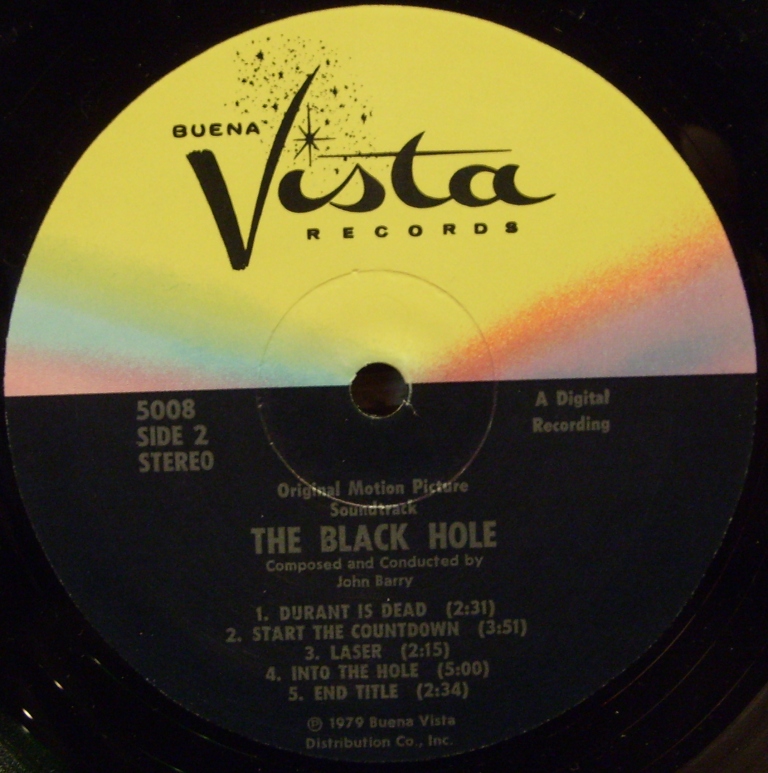 BUENA
Vista
RECORDS
5008
SIDE 2
STEREO
A Digital
Recording
Original Motion Picture
Soundtrack
THE BLACK HOLE
Composed and Conducted by
John Barry
1. DURANT IS DEAD (2:31)
2. START THE COUNTDOWN (3:51)
3. LASER (2:15)
4. INTO THE HOLE (5:00)
5. END TITLE (2:34)
℗ 1979 Buena Vista
Distribution Co., Inc.